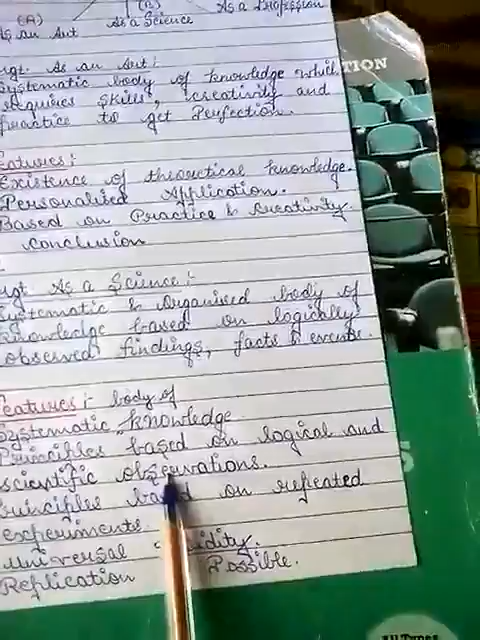 (A) (B) As a Profession
As an Art As a Science
As an Art :
Systematic body of knowledge which
requires skills, creativity and
practice to get Perfection.
Features :
Existence of theoretical knowledge.
Personalised Application.
Based on Practice & Creativity
Conclusion
As a Science :
Systematic & Organised body of
knowledge based on logically
observed findings, facts & events.
Features : body of
Systematic knowledge
Principles based on logical and
scientific observations.
Principles based on repeated
experiments.
Universal
Replication Possible.
TION
All Types